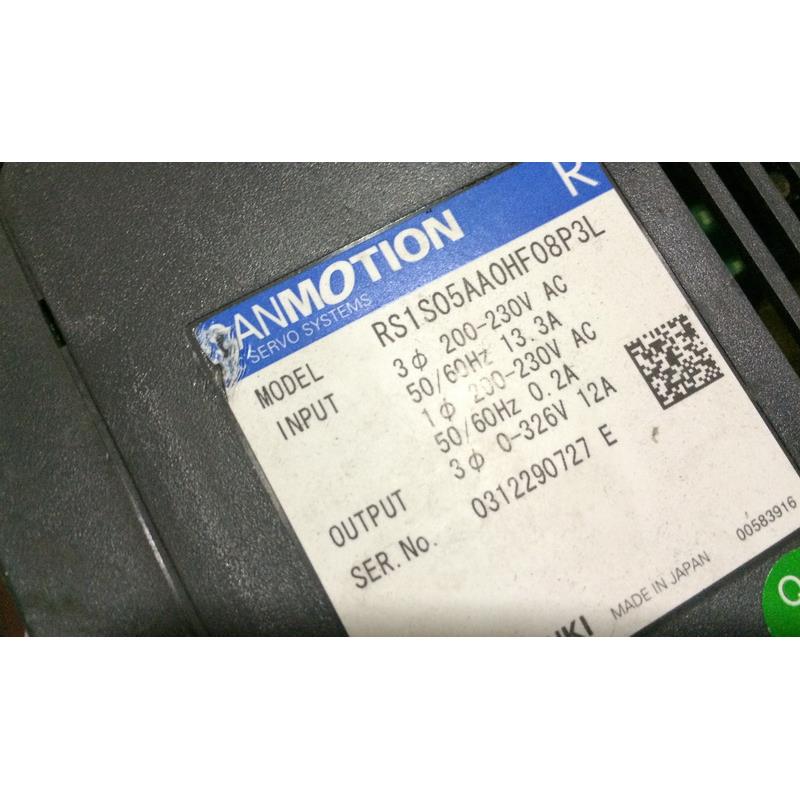 R
SANMOTION
SERVO SYSTEMS
MODEL RS1S05AA0HF08P3L
INPUT 3ϕ 200-230V AC
50/60Hz 13.3A
1ϕ 200-230V AC
50/60Hz 0.2A
OUTPUT 3ϕ 0-326V 12A
SER.No. 0312290727 E
MADE IN JAPAN 00583916